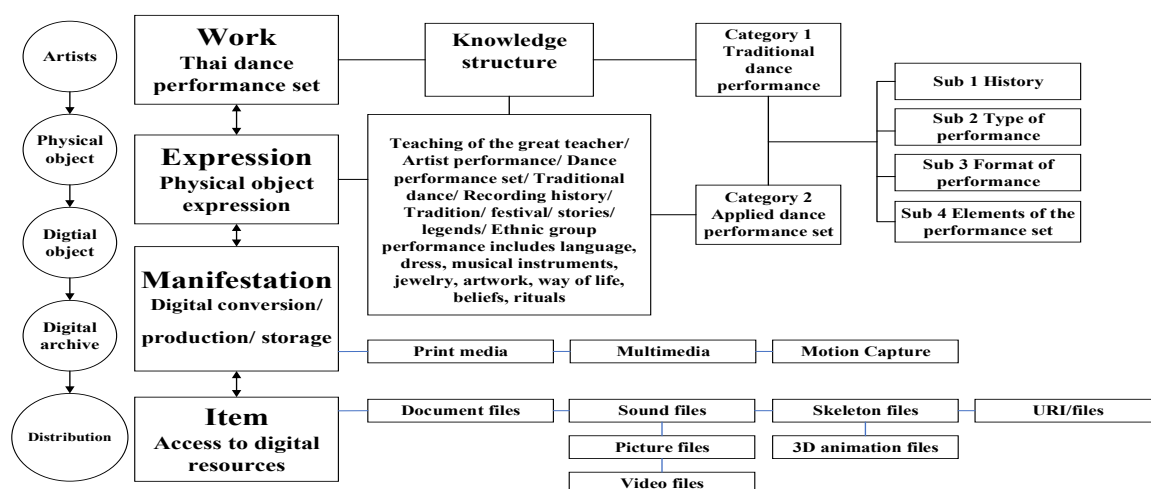 Artists
Physical
object
Digtial
object
Digital
archive
Distribution
Work
Thai dance
performance set
Expression
Physical object
expression
Manifestation
Digital conversion/
production/ storage
Item
Access to digital
resources
Knowledge
structure
Teaching of the great teacher/
Artist performance/ Dance
performance set/ Traditional
dance/ Recording history/
Tradition/ festival/ stories/
legends/ Ethnic group
performance includes language,
dress, musical instruments,
jewelry, artwork, way of life,
beliefs, rituals
Category 1
Traditional
dance
performance
Category 2
Applied dance
performance set
Sub 1 History
Sub 2 Type of
performance
Sub 3 Format of
performance
Sub 4 Elements of the
performance set
Print media
Multimedia
Motion Capture
Document files
Sound files
Skeleton files
URI/files
Picture files
3D animation files
Video files